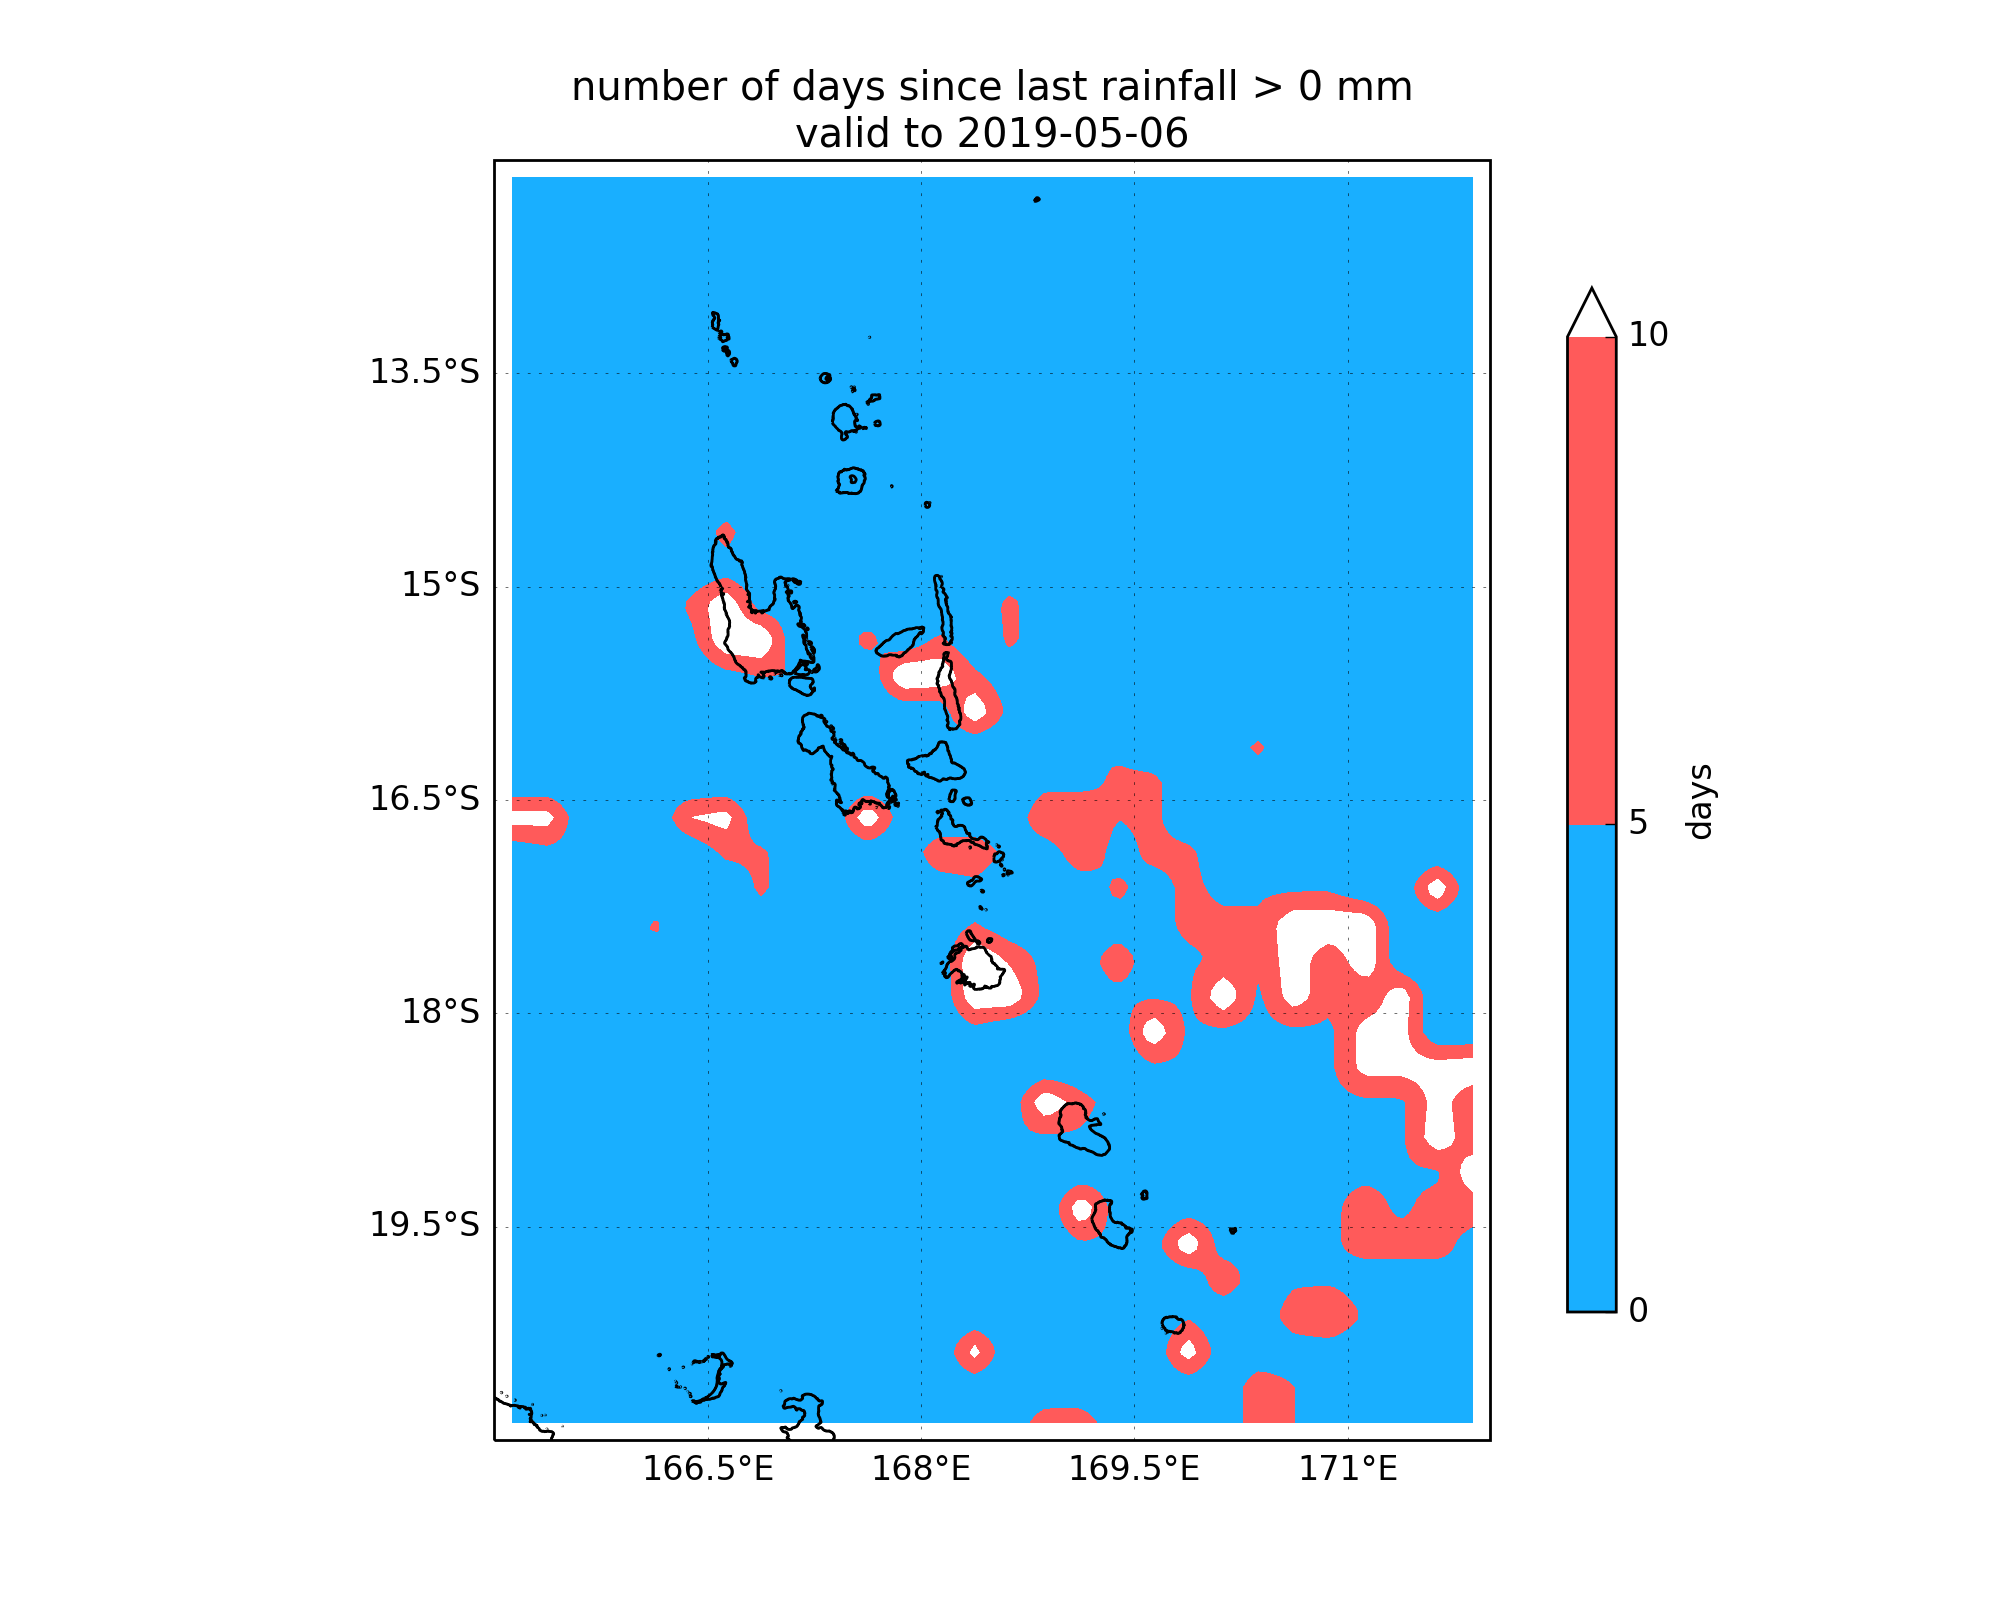 number of days since last rainfall > 0 mm
valid to 2019-05-06
13.5°S
15°S
16.5°S
18°S
19.5°S
166.5°E
168°E
169.5°E
171°E
10
5
0
days